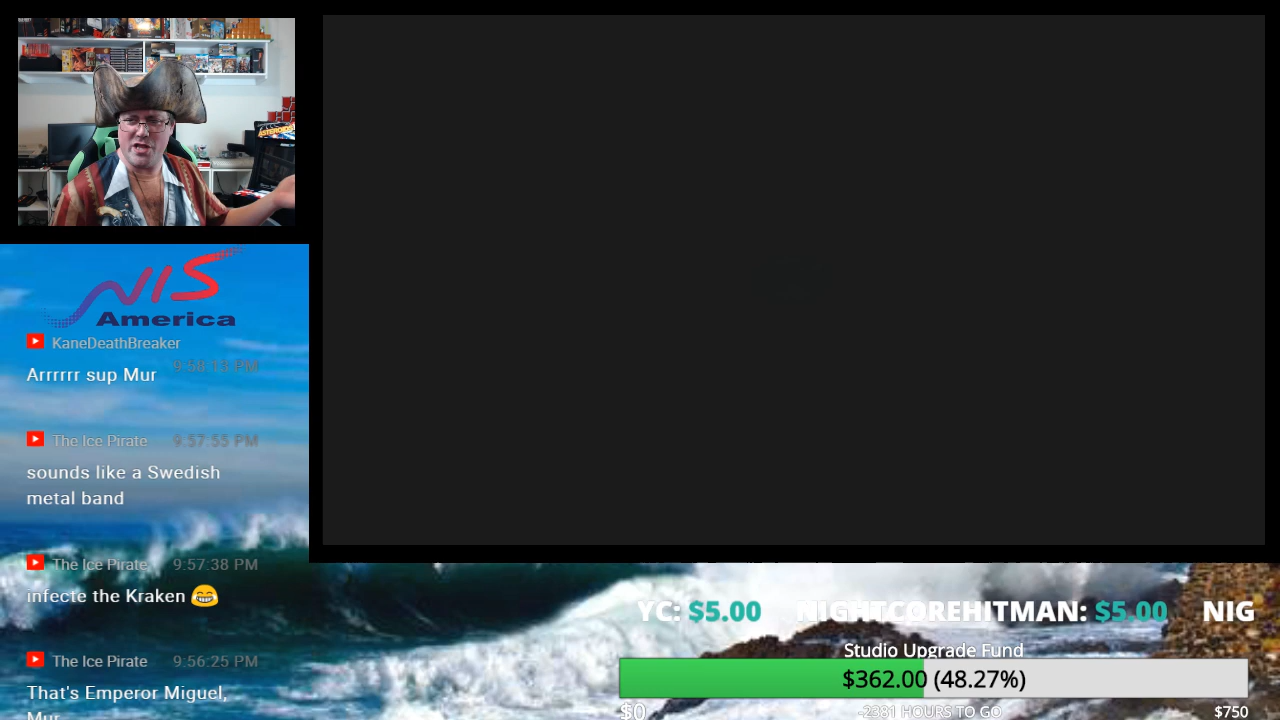 ASTEROIDS
NIS
America
KaneDeathBreaker
9:58:13 PM
Arrrrrr sup Mur
The Ice Pirate 9:57:55 PM
sounds like a Swedish
metal band
The Ice Pirate 9:57:38 PM
infecte the Kraken 😂
The Ice Pirate 9:56:25 PM
That's Emperor Miguel,
Mur
YC: $5.00 NIGHTCOREHITMAN: $5.00 NIG
Studio Upgrade Fund
$362.00 (48.27%)
$0 -2381 HOURS TO GO $750